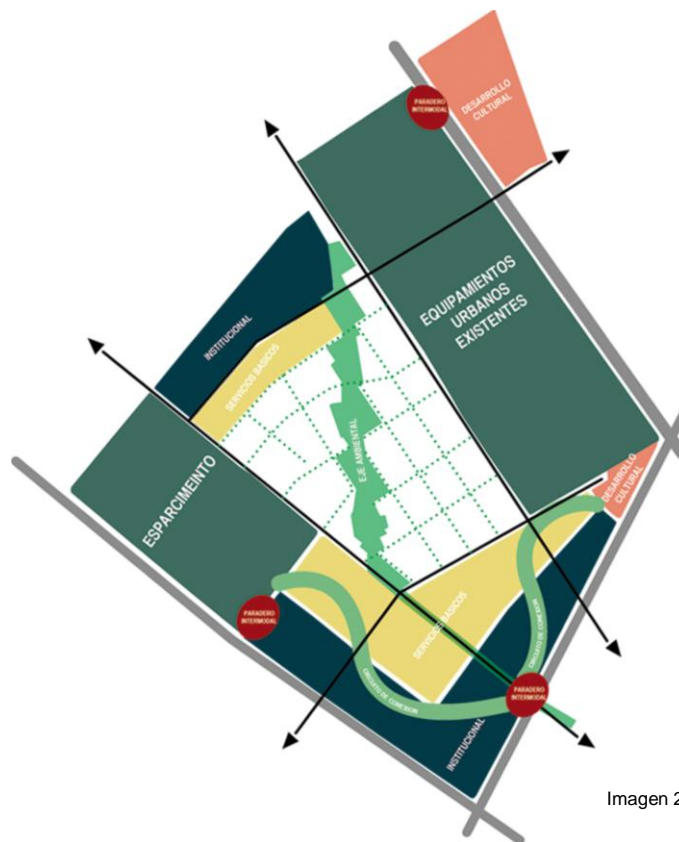 PARADERO
INTERMODAL
DESARROLLO
CULTURAL
EQUIPAMIENTOS
URBANOS
EXISTENTES
INSTITUCIONAL
SERVICIOS BASICOS
EJE AMBIENTAL
ESPARCIMEINTO
DESARROLLO
CULTURAL
SERVICIOS BASICOS
PARADERO
INTERMODAL
CIRCUITO DE CONEXION
CIRCUITO DE CONEXION
PARADERO
INTERMODAL
INSTITUCIONAL
Imagen 2